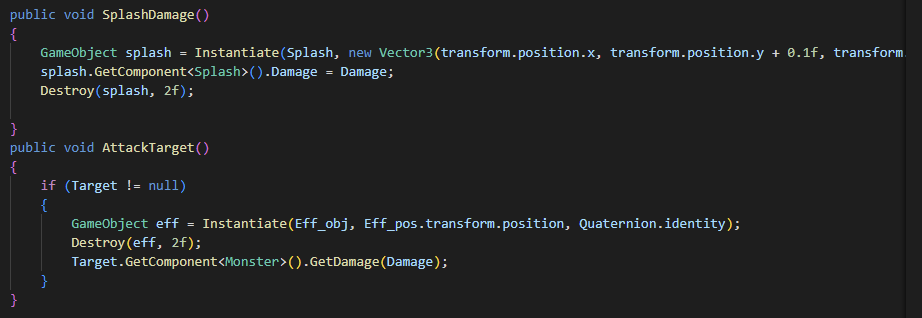 public void SplashDamage()
{
GameObject splash = Instantiate(Splash, new Vector3(transform.position.x, transform.position.y + 0.1f, transform.
splash.GetComponent<Splash>().Damage = Damage;
Destroy(splash, 2f);
}
public void AttackTarget()
{
if (Target != null)
{
GameObject eff = Instantiate(Eff_obj, Eff_pos.transform.position, Quaternion.identity);
Destroy(eff, 2f);
Target.GetComponent<Monster>().GetDamage(Damage);
}
}